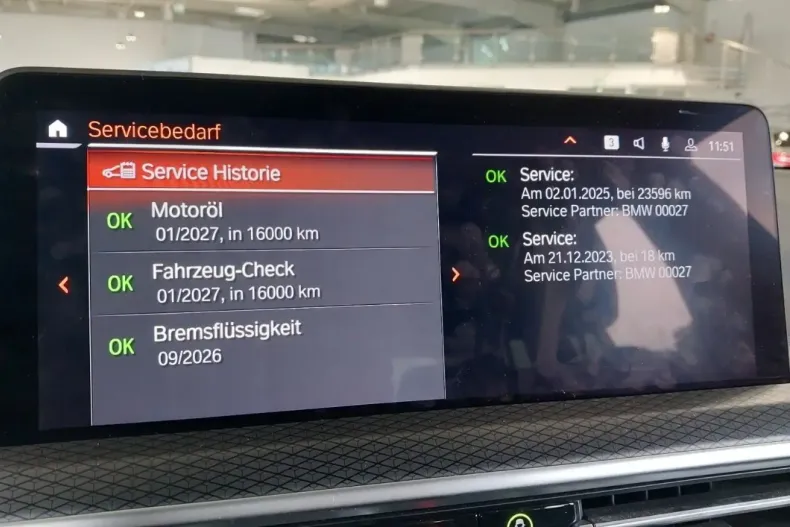 Servicebedarf
3
11:51
Service Historie
OK
Motoröl
01/2027, in 16000 km
OK
Fahrzeug-Check
01/2027, in 16000 km
OK
Bremsflüssigkeit
09/2026
OK
Service:
Am 02.01.2025, bei 23596 km
Service Partner: BMW 00027
OK
Service:
Am 21.12.2023, bei 18 km
Service Partner: BMW 00027